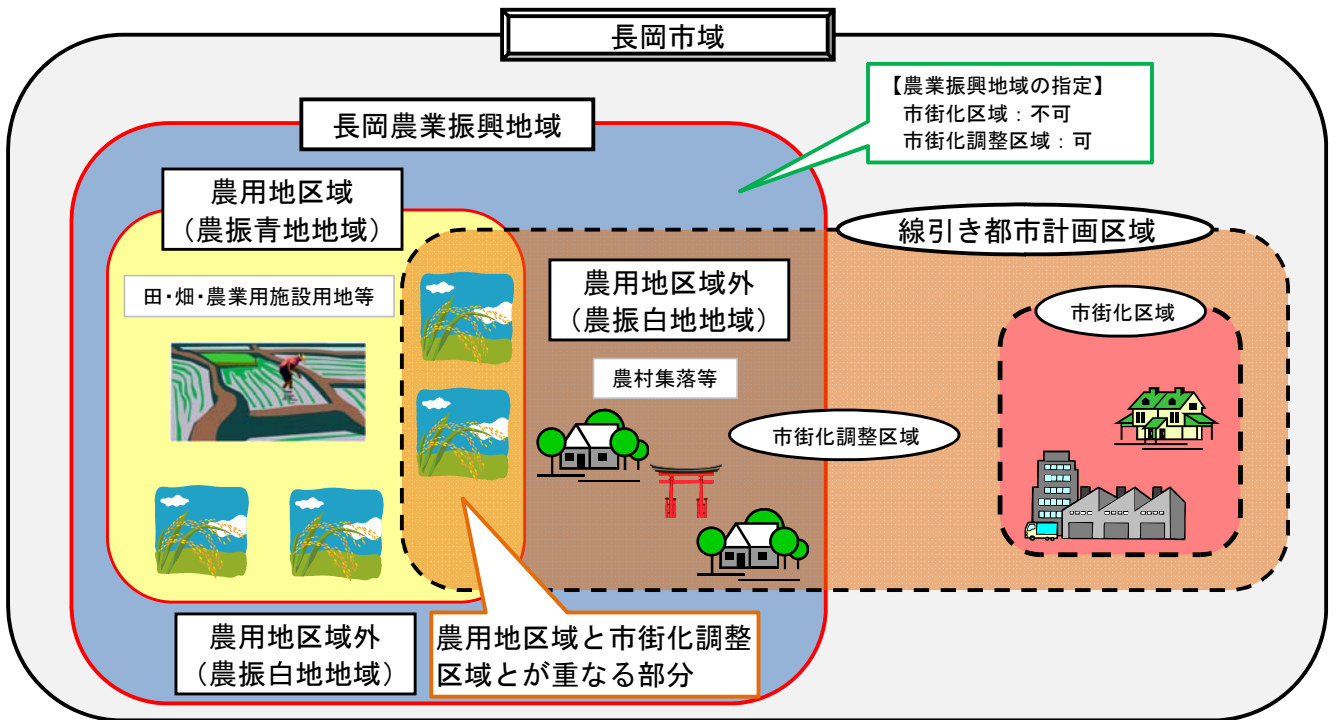 長岡市域
【農業振興地域の指定】
市街化区域：不可
市街化調整区域：可
長岡農業振興地域
農用地区域
（農振青地地域）
線引き都市計画区域
田・畑・農業用施設用地等
農用地区域外
（農振白地地域）
市街化区域
農村集落等
市街化調整区域
農用地区域外
（農振白地地域）
農用地区域と市街化調整
区域とが重なる部分